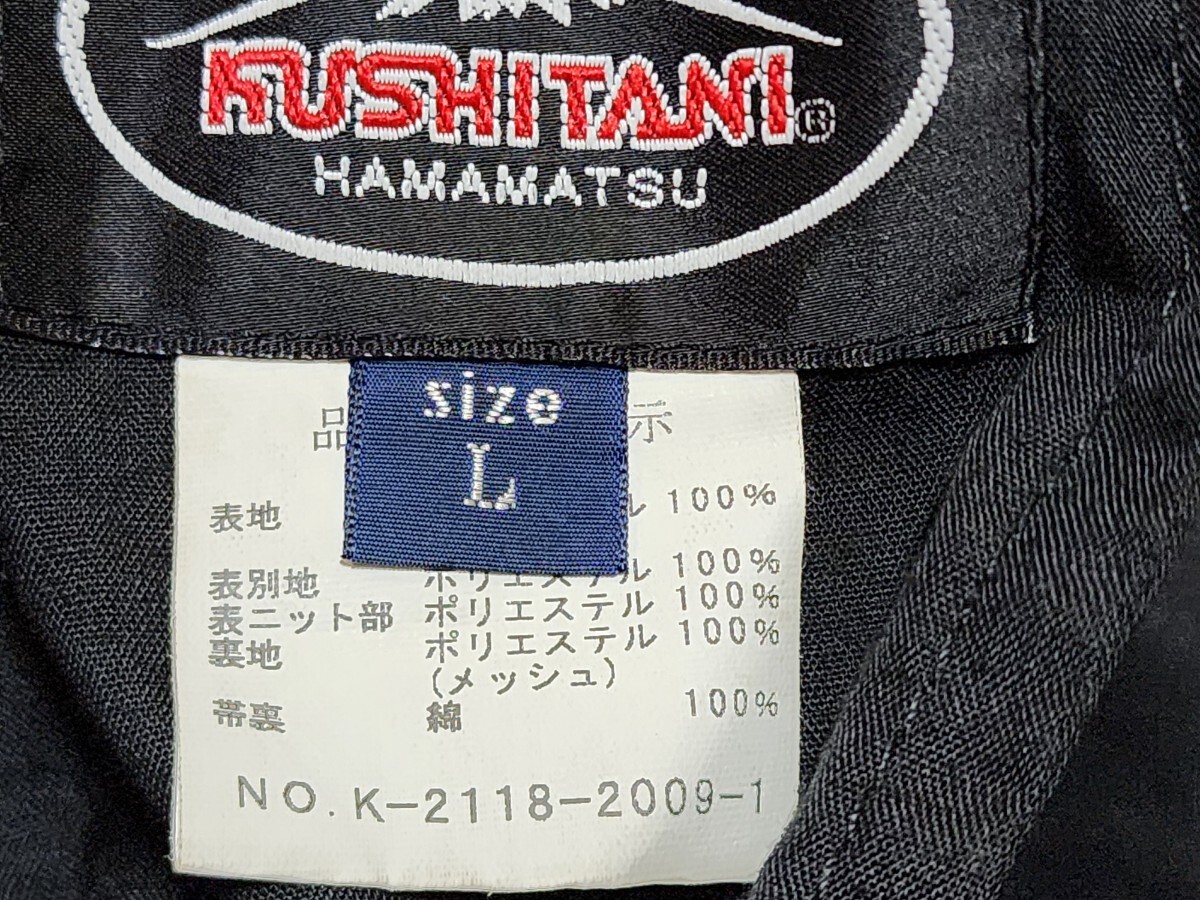 KUSHITANI®
HAMAMATSU
size
L
品 示
表地 ル 100%
表別地 ポリエステル 100%
表ニット部 ポリエステル 100%
裏地 ポリエステル 100%
(メッシュ)
帯裏 綿 100%
NO.K-2118-2009-1